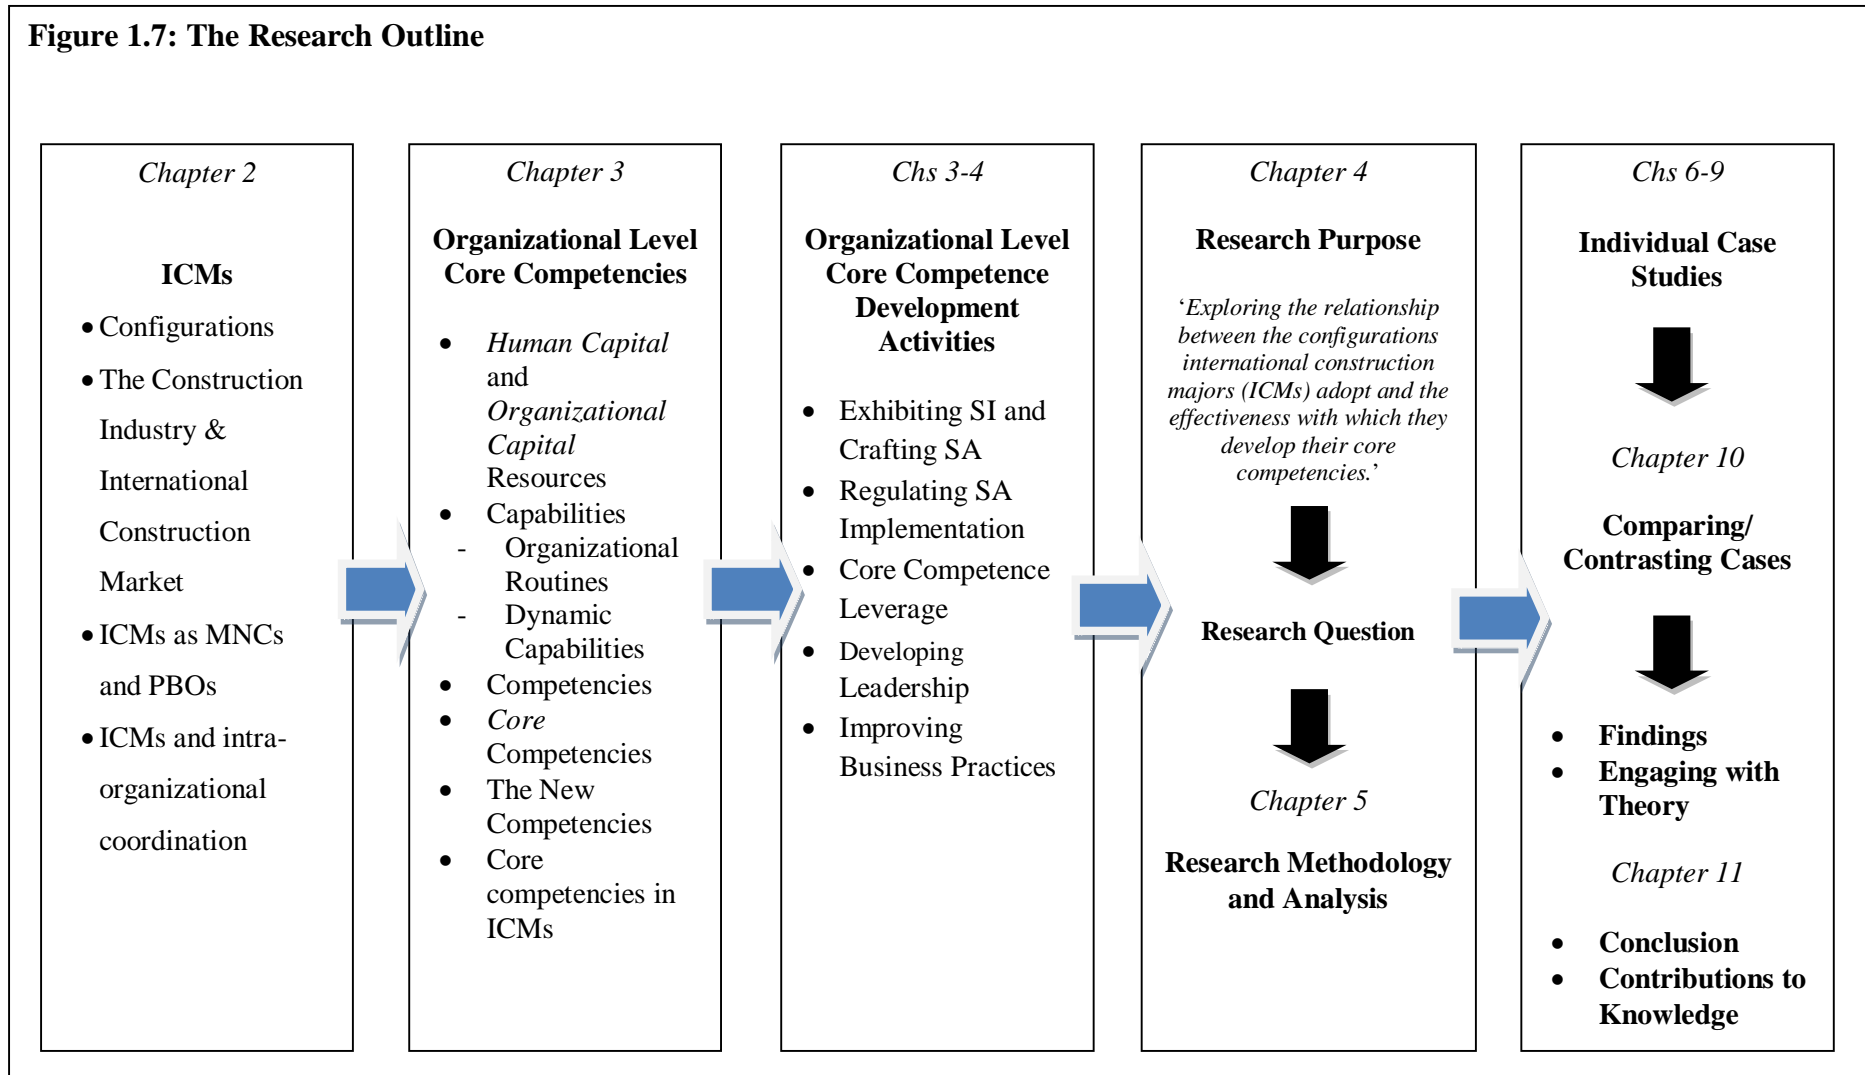 Figure 1.7: The Research Outline
Chapter 2
ICMs
• Configurations
• The Construction
Industry &
International
Construction
Market
• ICMs as MNCs
and PBOs
• ICMs and intra-
organizational
coordination
Chapter 3
Organizational Level
Core Competencies
• Human Capital
and
Organizational
Capital
Resources
• Capabilities
- Organizational
Routines
- Dynamic
Capabilities
• Competencies
• Core
Competencies
• The New
Competencies
• Core
competencies in
ICMs
Chs 3-4
Organizational Level
Core Competence
Development
Activities
• Exhibiting SI and
Crafting SA
• Regulating SA
Implementation
• Core Competence
Leverage
• Developing
Leadership
• Improving
Business Practices
Chapter 4
Research Purpose
‘Exploring the relationship
between the configurations
international construction
majors (ICMs) adopt and the
effectiveness with which they
develop their core
competencies.’
Research Question
Chapter 5
Research Methodology
and Analysis
Chs 6-9
Individual Case
Studies
Chapter 10
Comparing/
Contrasting Cases
• Findings
• Engaging with
Theory
Chapter 11
• Conclusion
• Contributions to
Knowledge